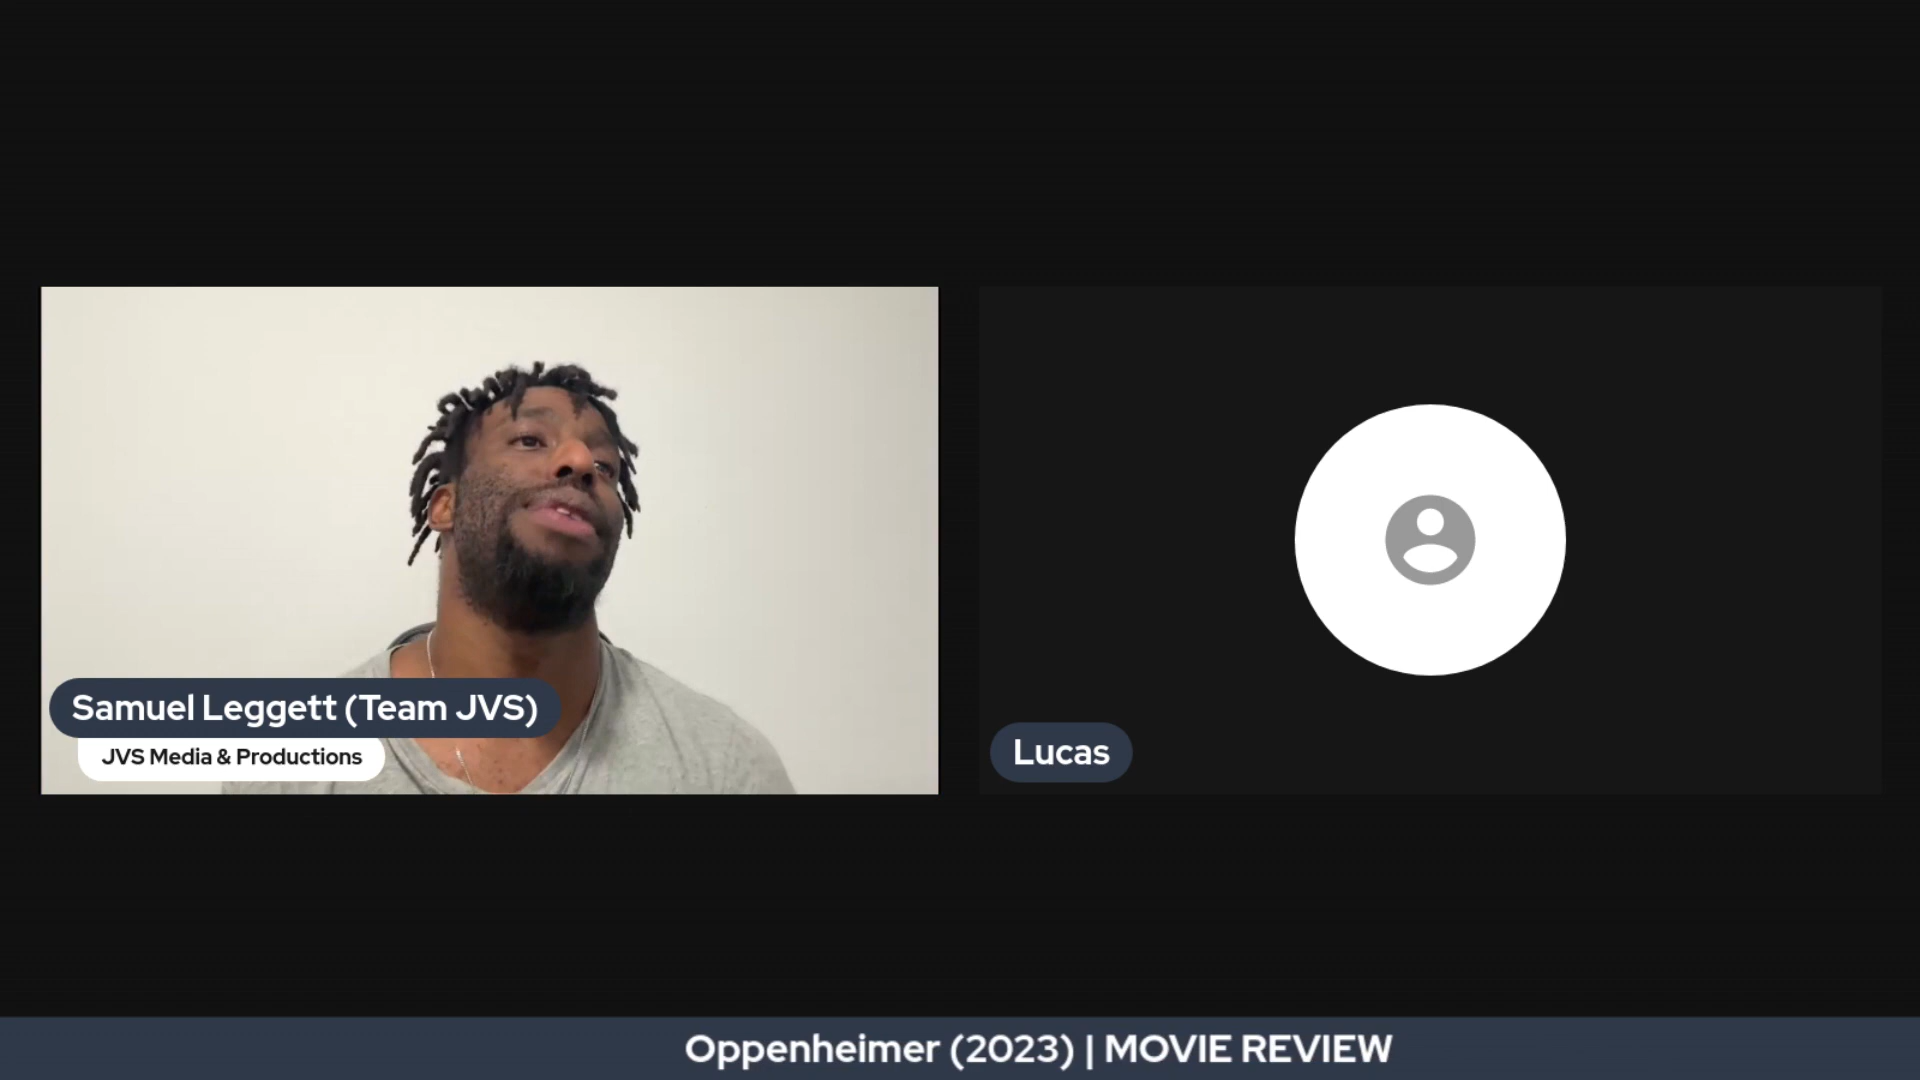 Samuel Leggett (Team JVS)
JVS Media & Productions
Lucas
Oppenheimer (2023) | MOVIE REVIEW